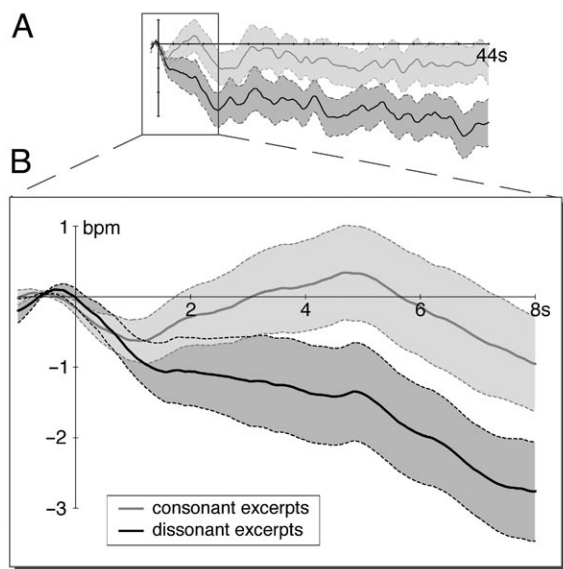 A
44s
B
1 bpm
2 4 6 8s
−1
−2
−3
consonant excerpts
dissonant excerpts